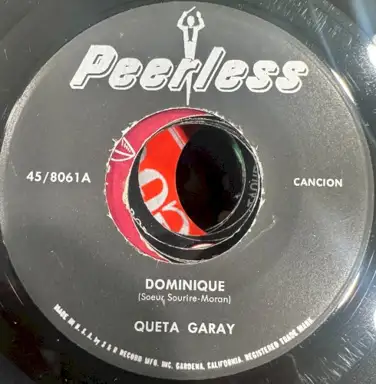 Peerless
45/8061A
CANCION
DOMINIQUE
(Soeur Sourire-Moran)
QUETA GARAY
MADE IN U.S.A. by S & R RECORD MFG. INC. GARDENA, CALIFORNIA. REGISTERED TRADE MARK.